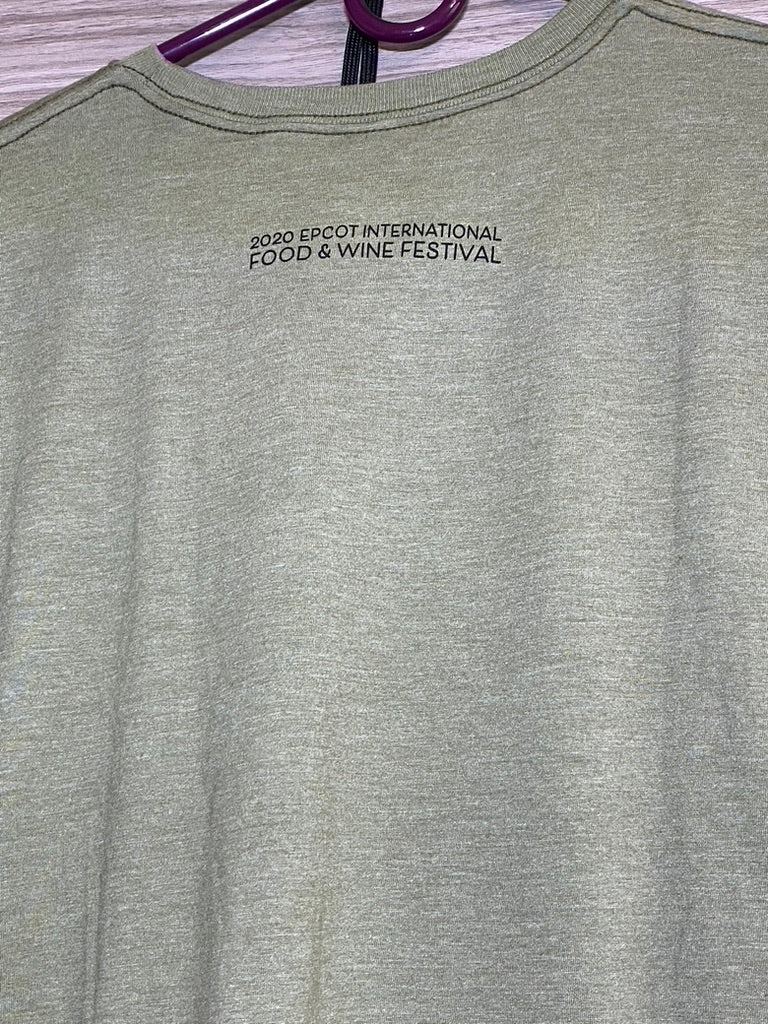 2020 EPCOT INTERNATIONAL
FOOD & WINE FESTIVAL